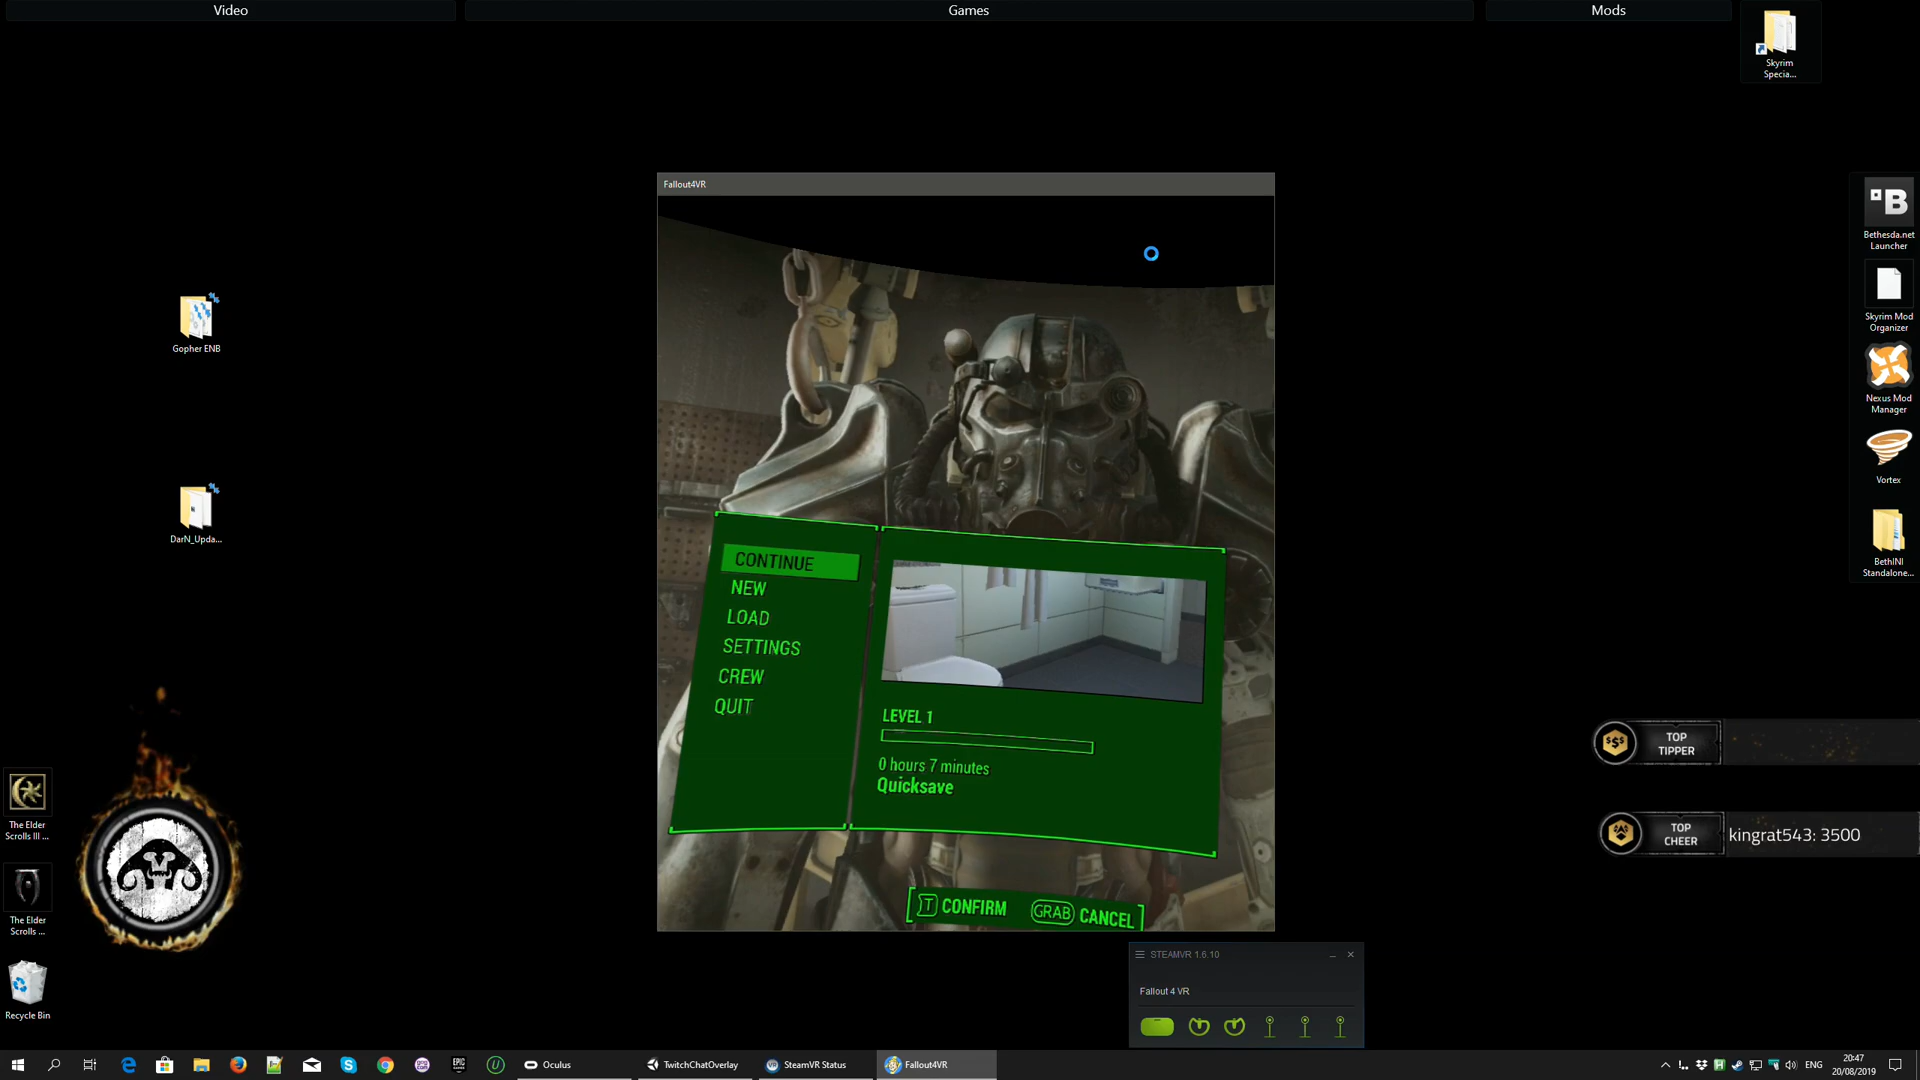 Video
Games
Mods
Skyrim
Specia...
Fallout4VR
Bethesda.net
Launcher
Gopher ENB
Skyrim Mod
Organizer
Nexus Mod
Manager
Vortex
DarN_Upda...
BethINI
Standalone...
CONTINUE
NEW
LOAD
SETTINGS
CREW
QUIT
LEVEL 1
0 hours 7 minutes
Quicksave
T CONFIRM GRAB CANCEL
TOP
TIPPER
TOP
CHEER
kingrat543: 3500
The Elder
Scrolls III ...
The Elder
Scrolls ...
Recycle Bin
STEAMVR 1.6.10
Fallout 4 VR
Oculus
TwitchChatOverlay
SteamVR Status
Fallout4VR
ENG
20:47
20/08/2019